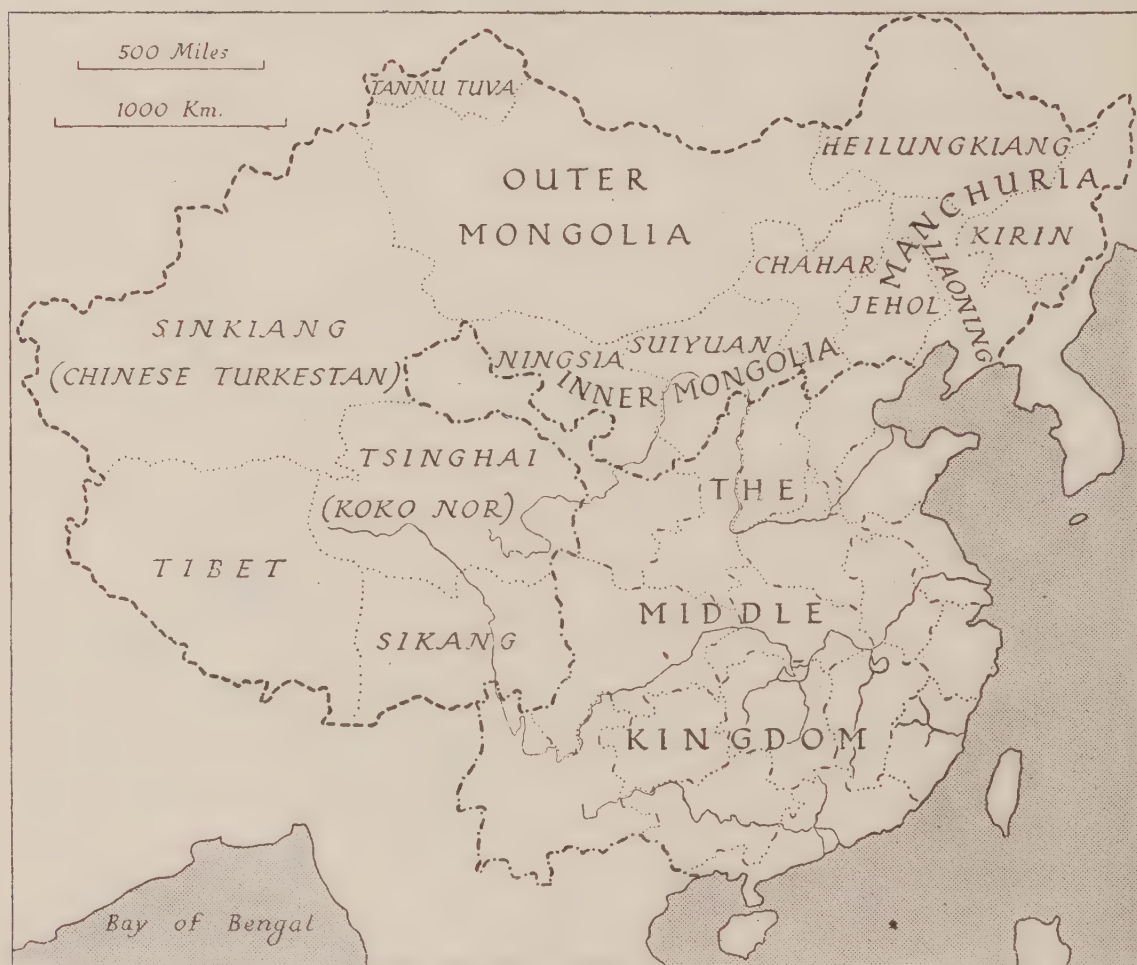 500 Miles
1000 Km.
TANNU TUVA
OUTER
MONGOLIA
HEILUNGKIANG
MANCHURIA
KIRIN
LIAONING
CHAHAR
JEHOL
SINKIANG
(CHINESE TURKESTAN)
NINGSIA
SUIYUAN
INNER MONGOLIA
TSINGHAI
(KOKO NOR)
TIBET
SIKANG
THE
MIDDLE
KINGDOM
Bay of Bengal